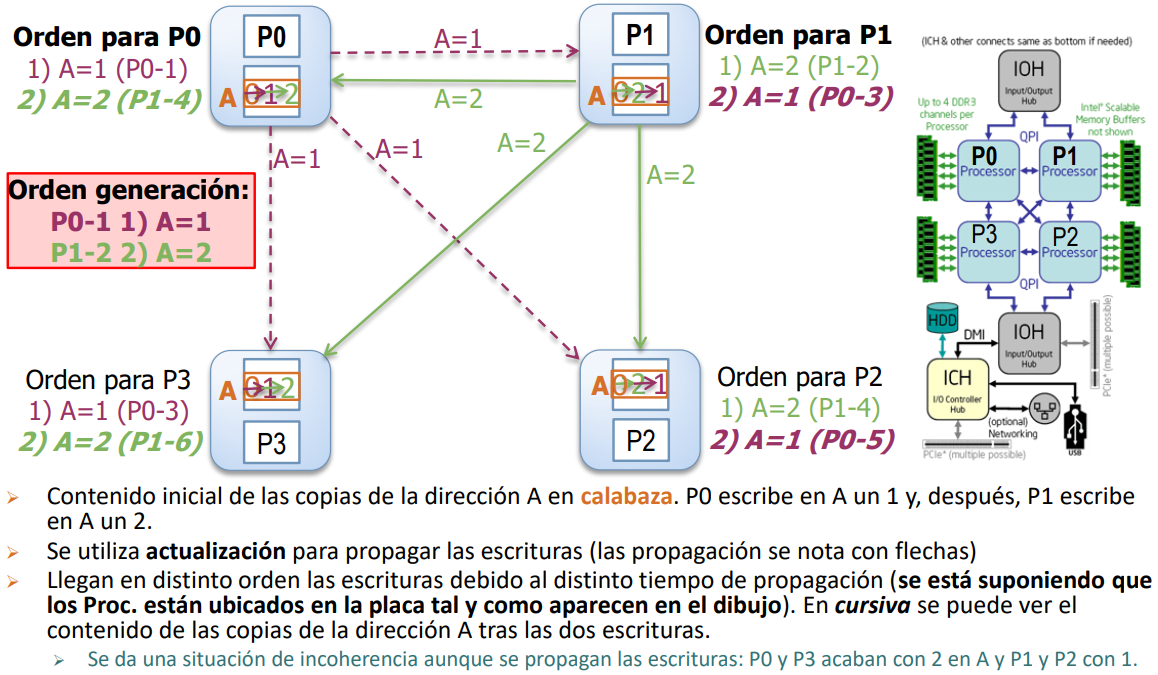 Orden para P0
1) A=1 (P0-1)
2) A=2 (P1-4)
P0
A 0 1 2
A=1
A=2
P1
A 0 2 1
Orden para P1
1) A=2 (P1-2)
2) A=1 (P0-3)
A=1
A=1
A=2
A=2
Orden generación:
P0-1 1) A=1
P1-2 2) A=2
Orden para P3
1) A=1 (P0-3)
2) A=2 (P1-6)
A 0 1 2
P3
A 0 2 1
P2
Orden para P2
1) A=2 (P1-4)
2) A=1 (P0-5)
(ICH & other connects same as bottom if needed)
IOH
Input/Output
Hub
Up to 4 DDR3
channels per
Processor
Intel® Scalable
Memory Buffers
not shown
QPI
P0
Processor
P1
Processor
P3
Processor
P2
Processor
QPI
HDD
DMI
IOH
Input/Output
Hub
PCIe* (multiple possible)
ICH
I/O Controller
Hub
(optional)
Networking
USB
PCIe* (multiple possible)
➢ Contenido inicial de las copias de la dirección A en calabaza. P0 escribe en A un 1 y, después, P1 escribe
en A un 2.
➢ Se utiliza actualización para propagar las escrituras (las propagación se nota con flechas)
➢ Llegan en distinto orden las escrituras debido al distinto tiempo de propagación (se está suponiendo que
los Proc. están ubicados en la placa tal y como aparecen en el dibujo). En cursiva se puede ver el
contenido de las copias de la dirección A tras las dos escrituras.
➢ Se da una situación de incoherencia aunque se propagan las escrituras: P0 y P3 acaban con 2 en A y P1 y P2 con 1.